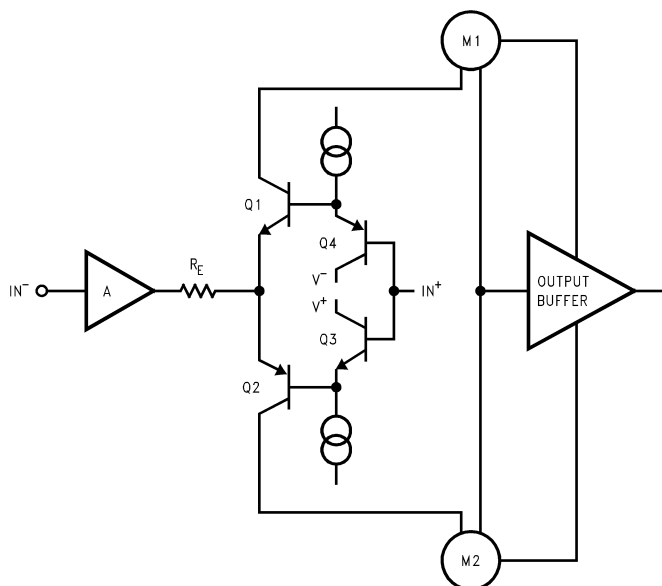 M1
Q1
Q4
R_E
IN⁻
A
V⁻
IN⁺
V⁺
OUTPUT
BUFFER
Q3
Q2
M2